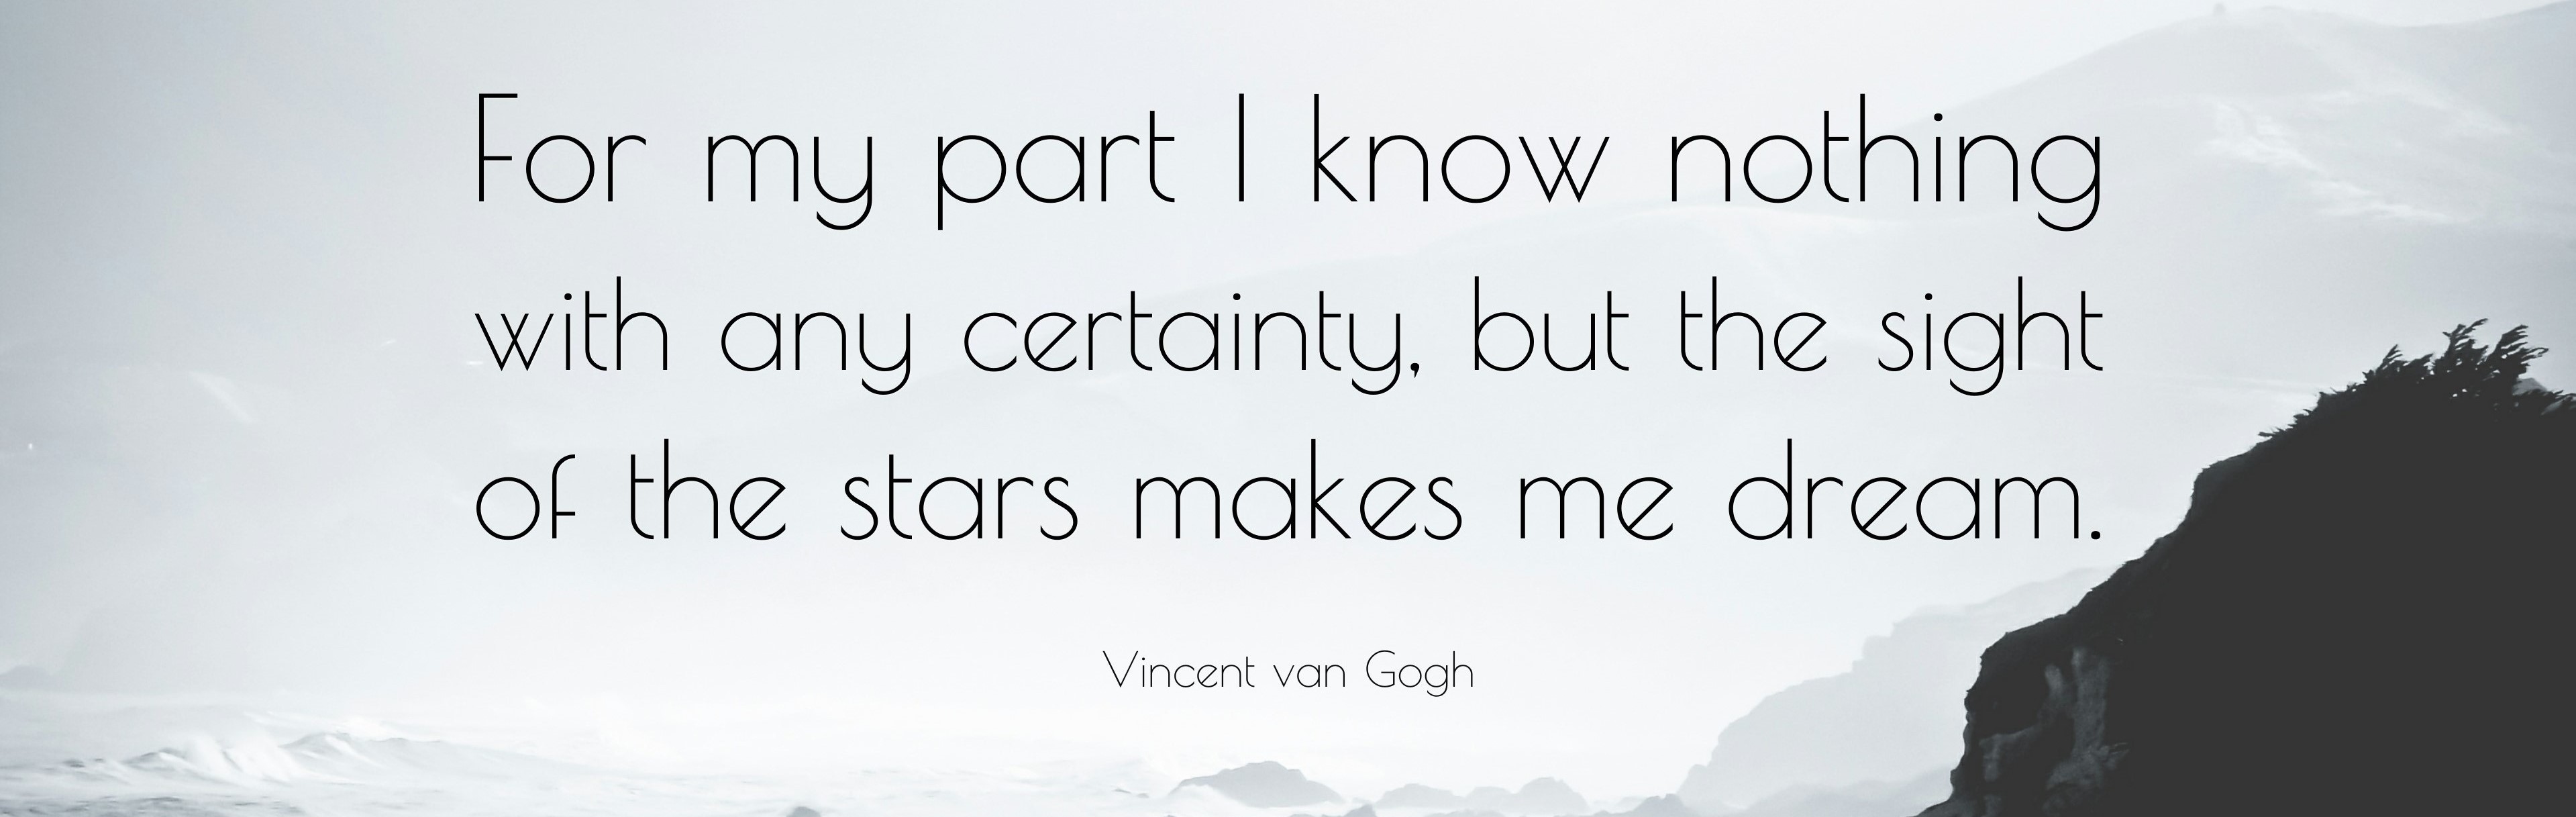 For my part I know nothing
with any certainty, but the sight
of the stars makes me dream.
Vincent van Gogh